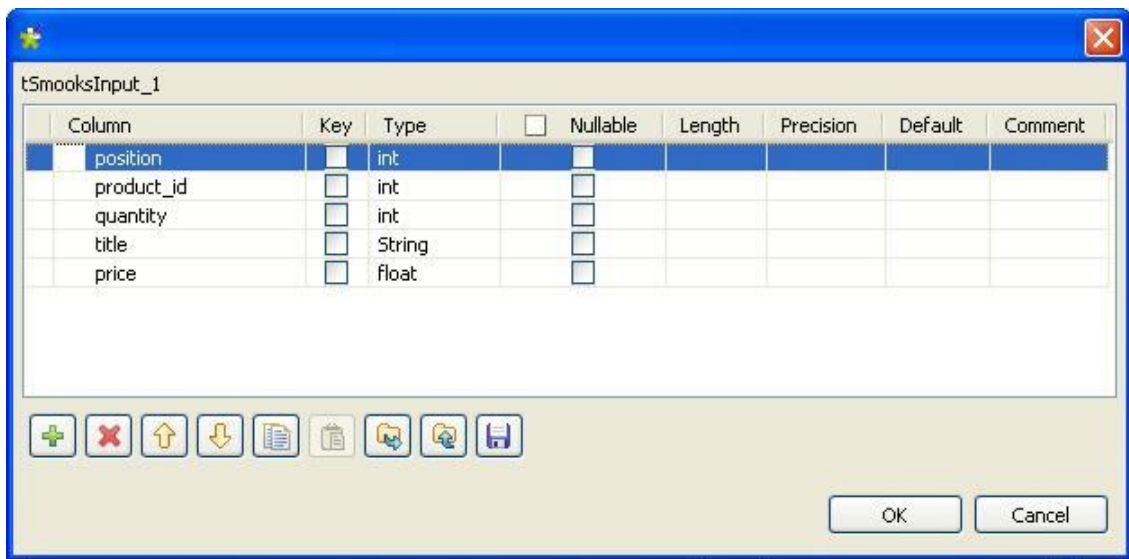 tSmooksInput_1
Column Key Type Nullable Length Precision Default Comment
position int
product_id int
quantity int
title String
price float
OK Cancel